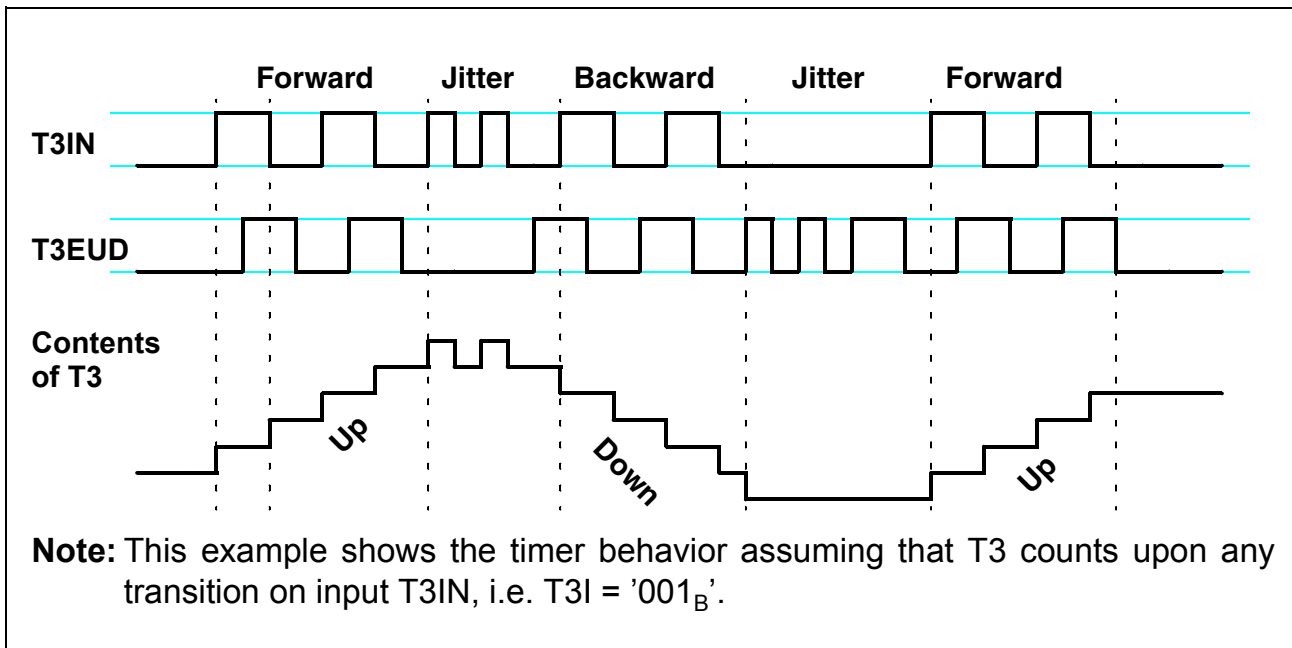 Forward Jitter Backward Jitter Forward
T3IN
T3EUD
Contents
of T3
Up
Down
Up
Note: This example shows the timer behavior assuming that T3 counts upon any
transition on input T3IN, i.e. T3I = ’001B’.